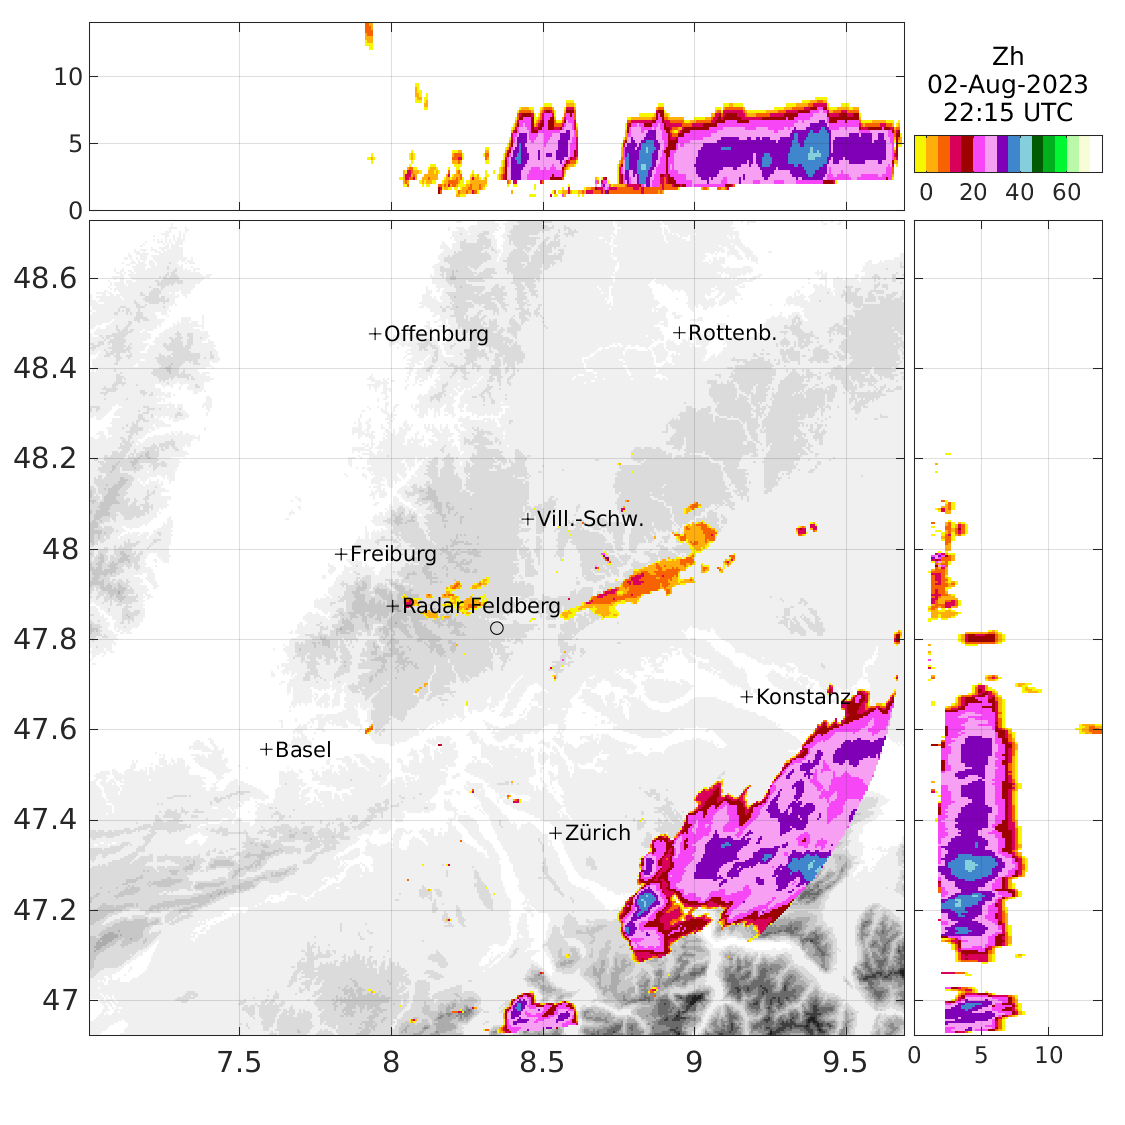 10
5
0
Zh
02-Aug-2023
22:15 UTC
0 20 40 60
48.6
48.4
48.2
48
47.8
47.6
47.4
47.2
47
+Offenburg
+Rottenb.
+Vill.-Schw.
+Freiburg
+Radar Feldberg
+Konstanz
+Basel
+Zürich
7.5 8 8.5 9 9.5
0 5 10